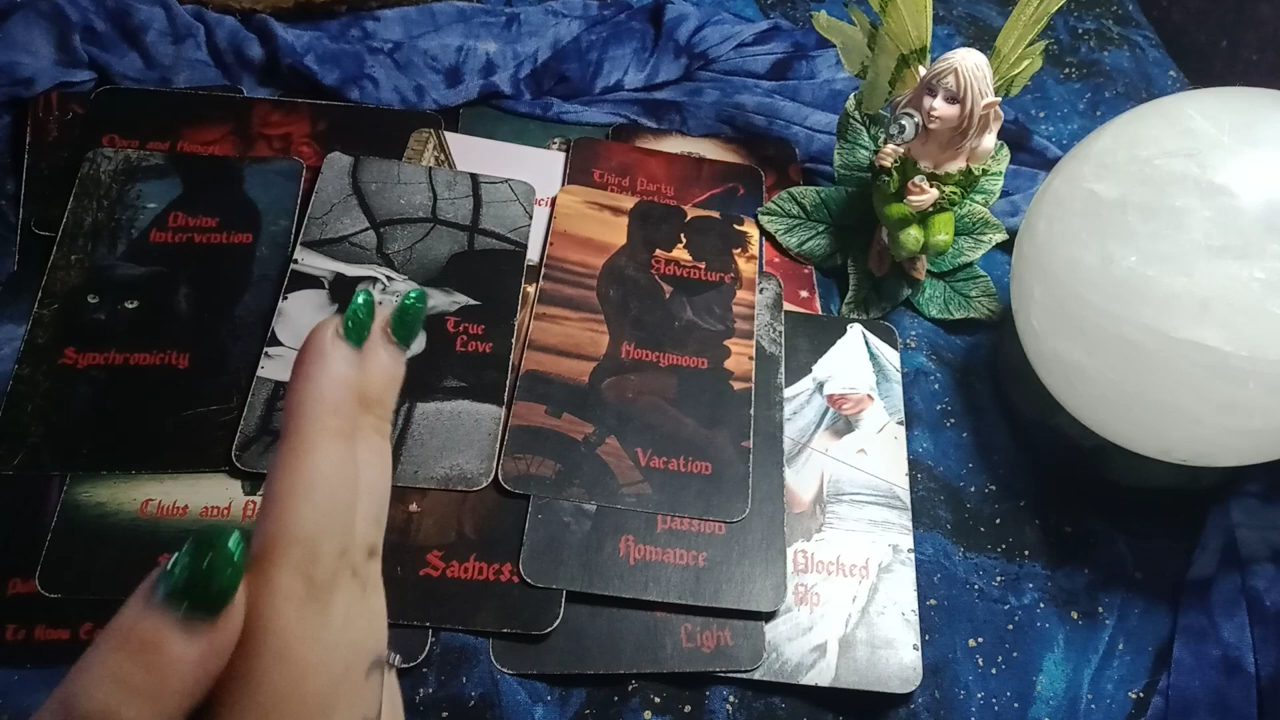 Open and Honest
Third Party
Divine
Intervention
Adventure
True
Love
Synchronicity
Honeymoon
Vacation
Clubs and
Passion
Romance
Sadness
Blocked
Up
Light
To Know